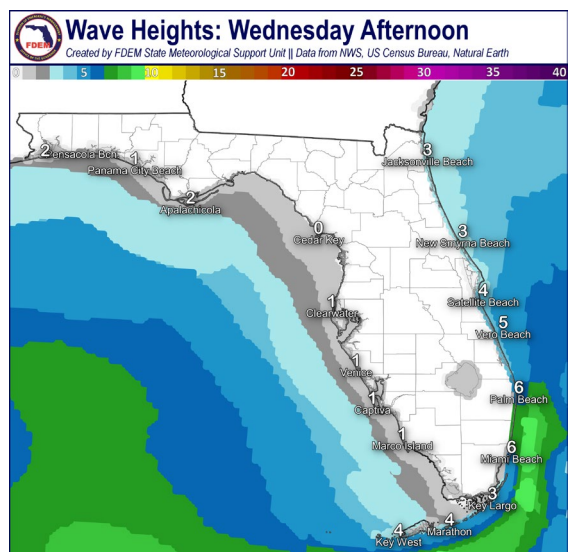 Wave Heights: Wednesday Afternoon
Created by FDEM State Meteorological Support Unit || Data from NWS, US Census Bureau, Natural Earth
FDEM
0 5 10 15 20 25 30 35 40
2
Pensacola Bch.
1
Panama City Beach
2
Apalachicola
0
Cedar Key
1
Clearwater
1
Venice
1
Captiva
1
Marco Island
3
Jacksonville Beach
3
New Smyrna Beach
4
Satellite Beach
5
Vero Beach
6
Palm Beach
6
Miami Beach
3
Key Largo
4
Marathon
4
Key West